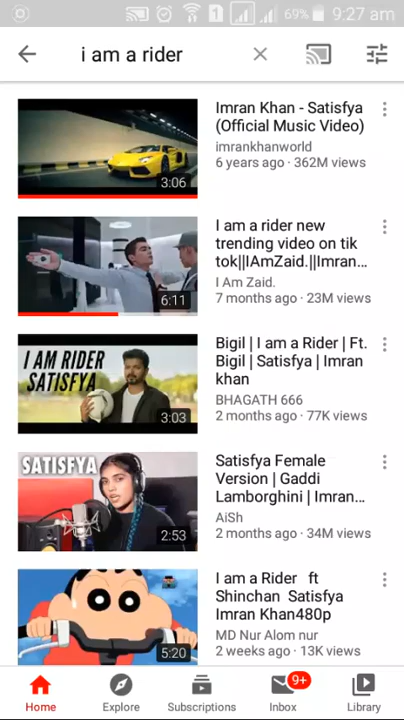 1 69% 9:27 am
i am a rider
Imran Khan - Satisfya
(Official Music Video)
imrankhanworld
6 years ago · 362M views
3:06
I am a rider new
trending video on tik
tok||IAmZaid.||Imran...
I Am Zaid.
7 months ago · 23M views
6:11
I AM RIDER
SATISFYA
Bigil | I am a Rider | Ft.
Bigil | Satisfya | Imran
khan
BHAGATH 666
2 months ago · 77K views
3:03
SATISFYA
Satisfya Female
Version | Gaddi
Lamborghini | Imran...
AiSh
2 months ago · 34M views
2:53
I am a Rider ft
Shinchan Satisfya
Imran Khan480p
MD Nur Alom nur
2 weeks ago · 13K views
5:20
9+
Home Explore Subscriptions Inbox Library